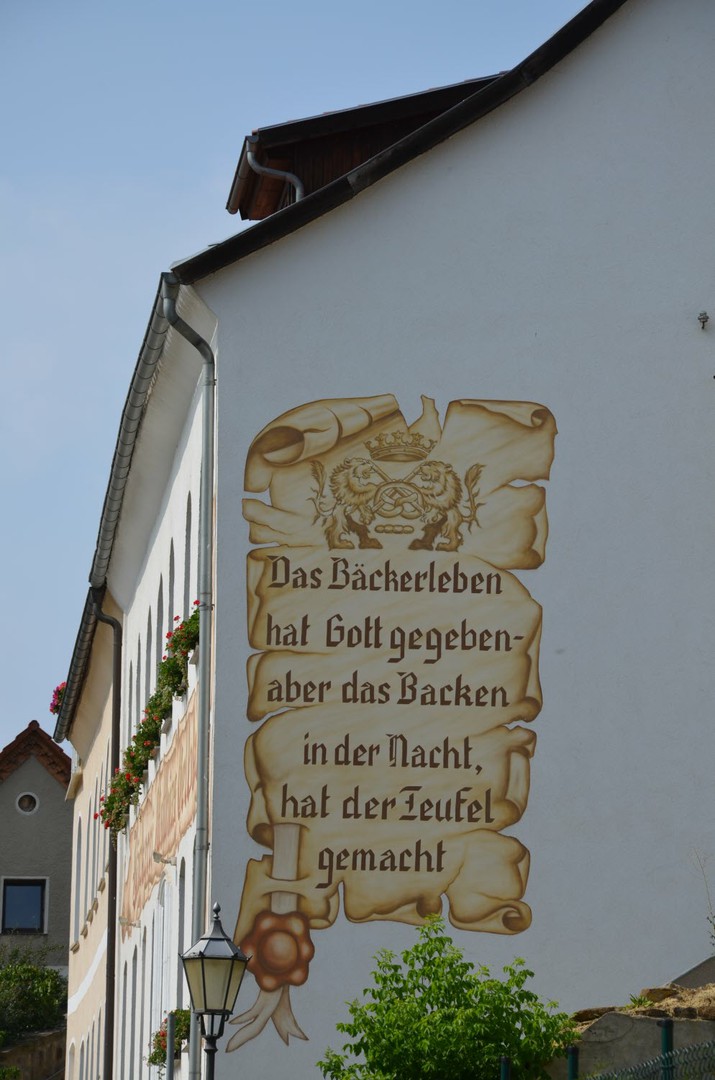 Das Bäckerleben
hat Gott gegeben-
aber das Backen
in der Nacht,
hat der Teufel
gemacht